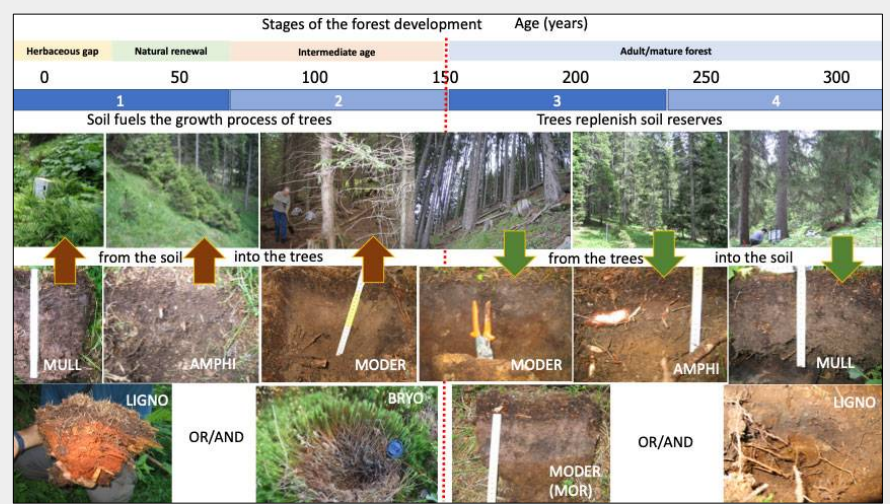 Stages of the forest development Age (years)
Herbaceous gap Natural renewal Intermediate age Adult/mature forest
0 50 100 150 200 250 300
1 2 3 4
Soil fuels the growth process of trees Trees replenish soil reserves
from the soil into the trees from the trees into the soil
MULL AMPHI MODER MODER AMPHI MULL
LIGNO BRYO LIGNO
OR/AND OR/AND
MODER
(MOR)